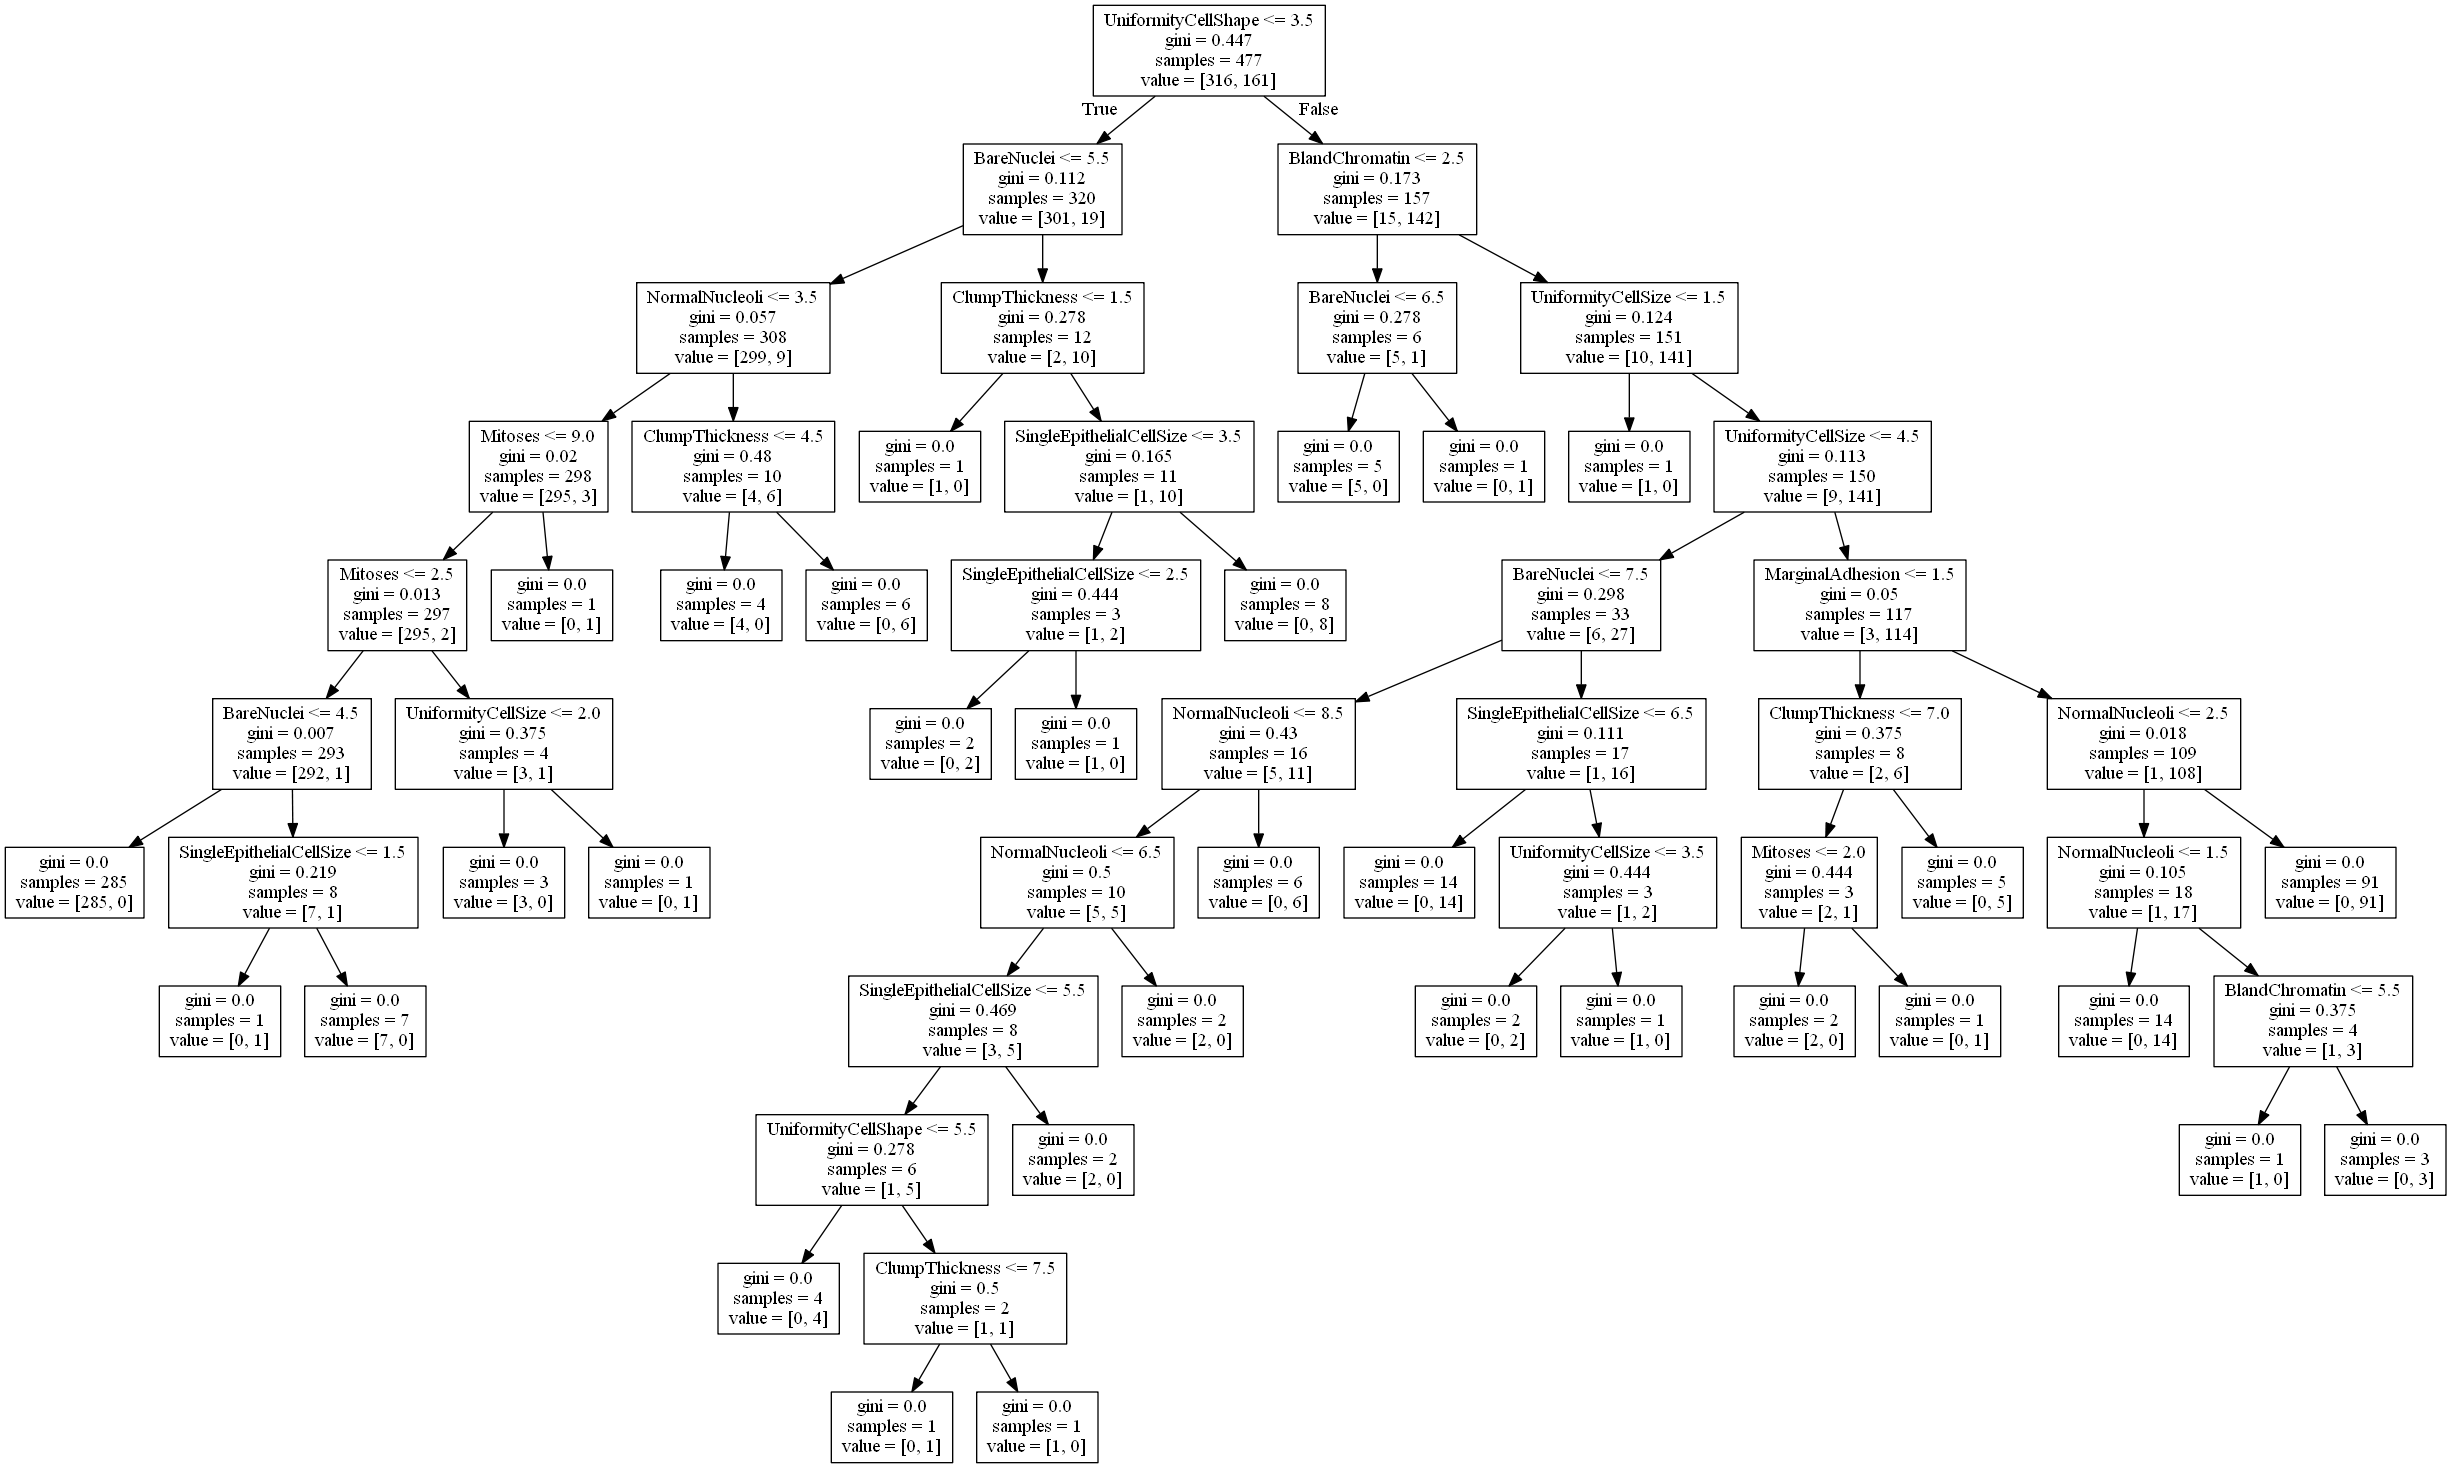 UniformityCellShape <= 3.5
gini = 0.447
samples = 477
value = [316, 161]
True
False
BareNuclei <= 5.5
gini = 0.112
samples = 320
value = [301, 19]
BlandChromatin <= 2.5
gini = 0.173
samples = 157
value = [15, 142]
NormalNucleoli <= 3.5
gini = 0.057
samples = 308
value = [299, 9]
ClumpThickness <= 1.5
gini = 0.278
samples = 12
value = [2, 10]
BareNuclei <= 6.5
gini = 0.278
samples = 6
value = [5, 1]
UniformityCellSize <= 1.5
gini = 0.124
samples = 151
value = [10, 141]
Mitoses <= 9.0
gini = 0.02
samples = 298
value = [295, 3]
ClumpThickness <= 4.5
gini = 0.48
samples = 10
value = [4, 6]
gini = 0.0
samples = 1
value = [1, 0]
SingleEpithelialCellSize <= 3.5
gini = 0.165
samples = 11
value = [1, 10]
gini = 0.0
samples = 5
value = [5, 0]
gini = 0.0
samples = 1
value = [0, 1]
gini = 0.0
samples = 1
value = [1, 0]
UniformityCellSize <= 4.5
gini = 0.113
samples = 150
value = [9, 141]
Mitoses <= 2.5
gini = 0.013
samples = 297
value = [295, 2]
gini = 0.0
samples = 1
value = [0, 1]
gini = 0.0
samples = 4
value = [4, 0]
gini = 0.0
samples = 6
value = [0, 6]
SingleEpithelialCellSize <= 2.5
gini = 0.444
samples = 3
value = [1, 2]
gini = 0.0
samples = 8
value = [0, 8]
BareNuclei <= 7.5
gini = 0.298
samples = 33
value = [6, 27]
MarginalAdhesion <= 1.5
gini = 0.05
samples = 117
value = [3, 114]
BareNuclei <= 4.5
gini = 0.007
samples = 293
value = [292, 1]
UniformityCellSize <= 2.0
gini = 0.375
samples = 4
value = [3, 1]
gini = 0.0
samples = 2
value = [0, 2]
gini = 0.0
samples = 1
value = [1, 0]
NormalNucleoli <= 8.5
gini = 0.43
samples = 16
value = [5, 11]
SingleEpithelialCellSize <= 6.5
gini = 0.111
samples = 17
value = [1, 16]
ClumpThickness <= 7.0
gini = 0.375
samples = 8
value = [2, 6]
NormalNucleoli <= 2.5
gini = 0.018
samples = 109
value = [1, 108]
gini = 0.0
samples = 285
value = [285, 0]
SingleEpithelialCellSize <= 1.5
gini = 0.219
samples = 8
value = [7, 1]
gini = 0.0
samples = 3
value = [3, 0]
gini = 0.0
samples = 1
value = [0, 1]
NormalNucleoli <= 6.5
gini = 0.5
samples = 10
value = [5, 5]
gini = 0.0
samples = 6
value = [0, 6]
gini = 0.0
samples = 14
value = [0, 14]
UniformityCellSize <= 3.5
gini = 0.444
samples = 3
value = [1, 2]
Mitoses <= 2.0
gini = 0.444
samples = 3
value = [2, 1]
gini = 0.0
samples = 5
value = [0, 5]
NormalNucleoli <= 1.5
gini = 0.105
samples = 18
value = [1, 17]
gini = 0.0
samples = 91
value = [0, 91]
gini = 0.0
samples = 1
value = [0, 1]
gini = 0.0
samples = 7
value = [7, 0]
SingleEpithelialCellSize <= 5.5
gini = 0.469
samples = 8
value = [3, 5]
gini = 0.0
samples = 2
value = [2, 0]
gini = 0.0
samples = 2
value = [0, 2]
gini = 0.0
samples = 1
value = [1, 0]
gini = 0.0
samples = 2
value = [2, 0]
gini = 0.0
samples = 1
value = [0, 1]
gini = 0.0
samples = 14
value = [0, 14]
BlandChromatin <= 5.5
gini = 0.375
samples = 4
value = [1, 3]
UniformityCellShape <= 5.5
gini = 0.278
samples = 6
value = [1, 5]
gini = 0.0
samples = 2
value = [2, 0]
gini = 0.0
samples = 1
value = [1, 0]
gini = 0.0
samples = 3
value = [0, 3]
gini = 0.0
samples = 4
value = [0, 4]
ClumpThickness <= 7.5
gini = 0.5
samples = 2
value = [1, 1]
gini = 0.0
samples = 1
value = [0, 1]
gini = 0.0
samples = 1
value = [1, 0]